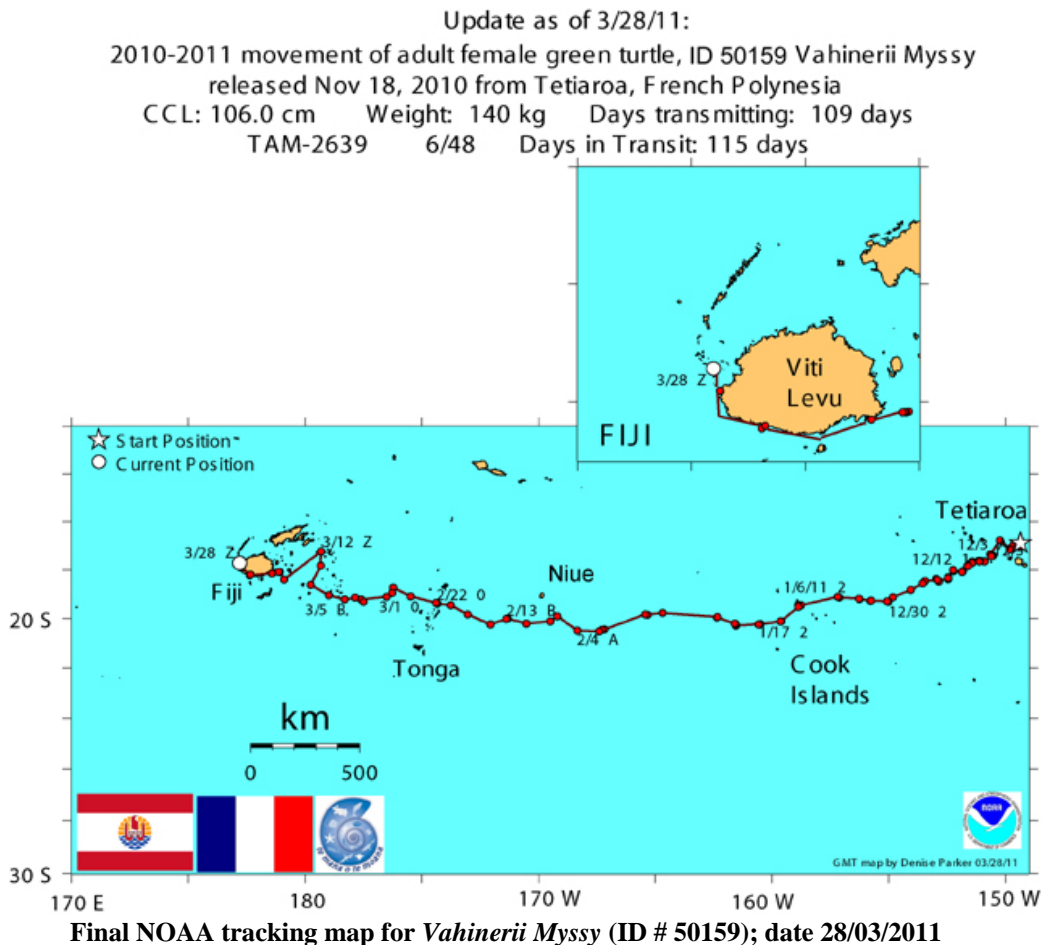 Update as of 3/28/11:
2010-2011 movement of adult female green turtle, ID 50159 Vahinerii Myssy
released Nov 18, 2010 from Tetiaroa, French Polynesia
CCL: 106.0 cm Weight: 140 kg Days transmitting: 109 days
TAM-2639 6/48 Days in Transit: 115 days
Viti
Levu
3/28 Z
FIJI
Start Position
Current Position
Tetiaroa
3/28 Z
3/12 Z
12/3
12/12
Fiji
Niue
3/5 B
3/1 0
2/22 0
2/13 B
2/4 A
1/17 2
1/6/11 2
12/30 2
20 S
Tonga
Cook
Islands
km
0 500
te mana o te moana
NOAA
GMT map by Denise Parker 03/28/11
30 S
170 E 180 170 W 160 W 150 W
Final NOAA tracking map for Vahinerii Myssy (ID # 50159); date 28/03/2011